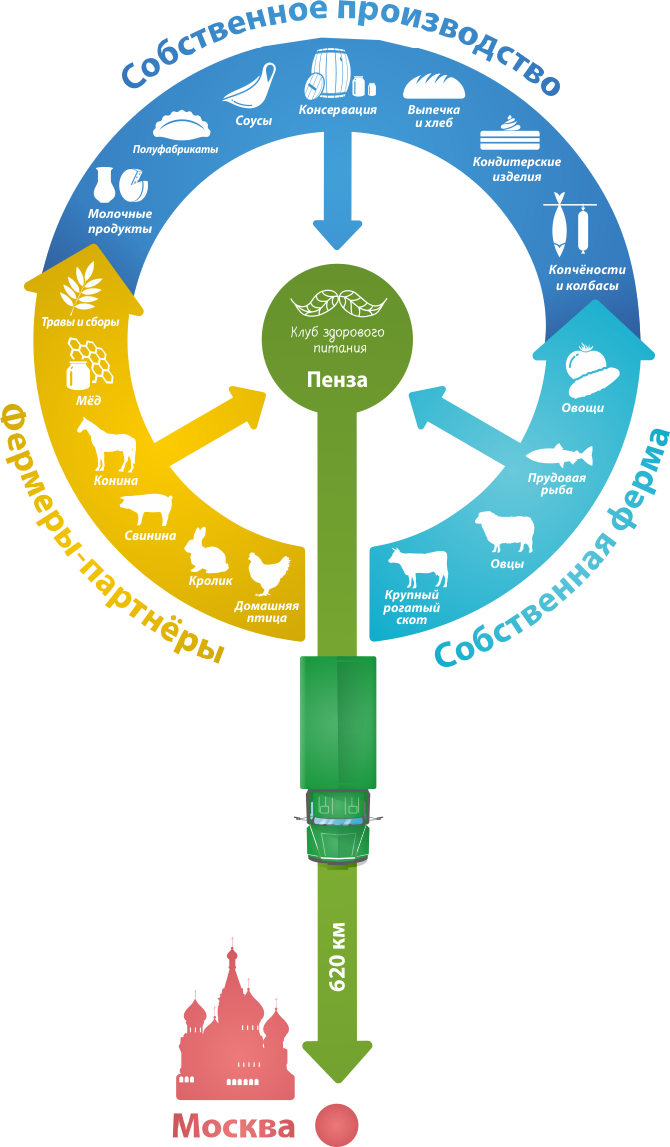 Собственное производство
Молочные
продукты
Полуфабрикаты
Соусы
Консервация
Выпечка
и хлеб
Кондитерские
изделия
Копчёности
и колбасы
Фермеры-партнёры
Травы и сборы
Мёд
Конина
Свинина
Кролик
Домашняя
птица
Клуб здорового
питания
Пенза
Собственная ферма
Овощи
Прудовая
рыба
Овцы
Крупный
рогатый
скот
620 км
Москва